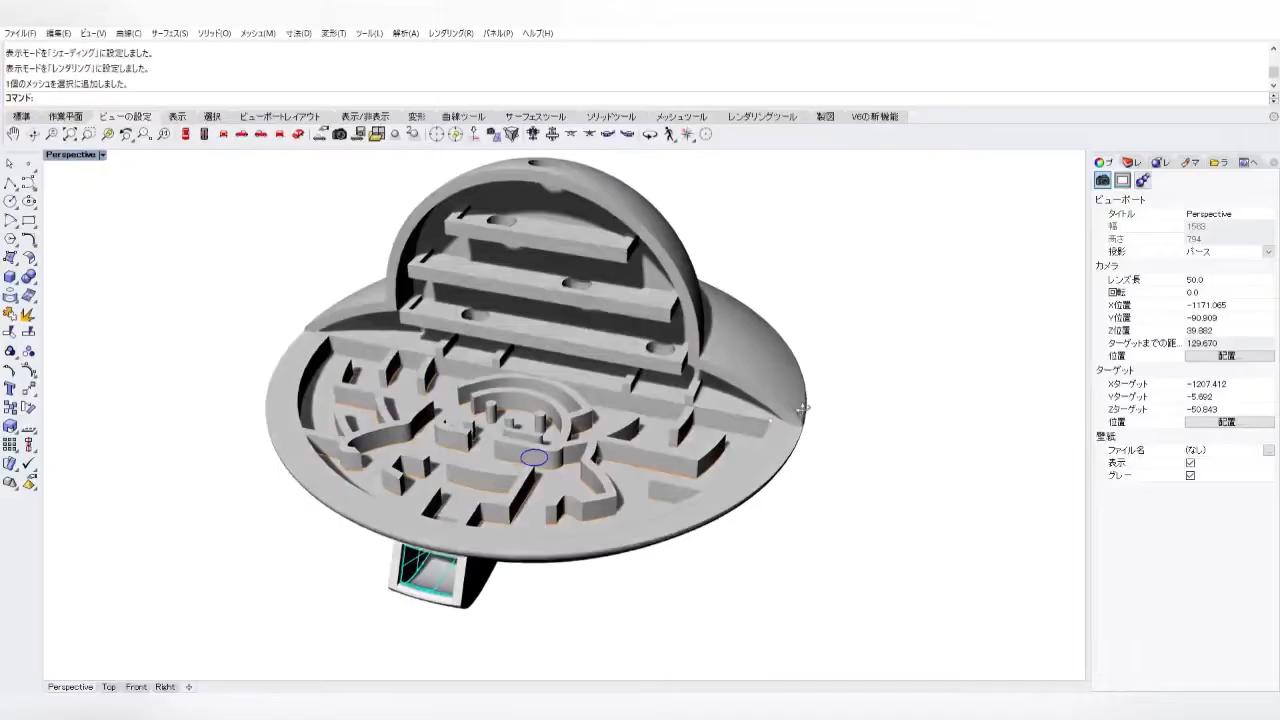 ファイル(F) 編集(E) ビュー(V) 曲線(C) サーフェス(S) ソリッド(O) メッシュ(M) 寸法(D) 変形(T) ツール(L) 解析(A) レンダリング(R) パネル(P) ヘルプ(H)
表示モードを「シェーディング」に設定しました。
表示モードを「レンダリング」に設定しました。
1個のメッシュを選択に追加しました。
コマンド:
標準 作業平面 ビューの設定 表示 選択 ビューポートレイアウト 表示/非表示 変形 曲線ツール サーフェスツール ソリッドツール メッシュツール レンダリングツール 製図 V6の新機能
Perspective
ビューポート
タイトル Perspective
幅 1563
高さ 794
投影 パース
カメラ
レンズ長 50.0
回転 0.0
X位置 -1171.065
Y位置 -90.909
Z位置 39.882
ターゲットまでの距... 129.670
位置 配置...
ターゲット
Xターゲット -1207.412
Yターゲット -5.692
Zターゲット -50.843
位置 配置...
壁紙
ファイル名 (なし)
表示
グレー
Perspective Top Front Right